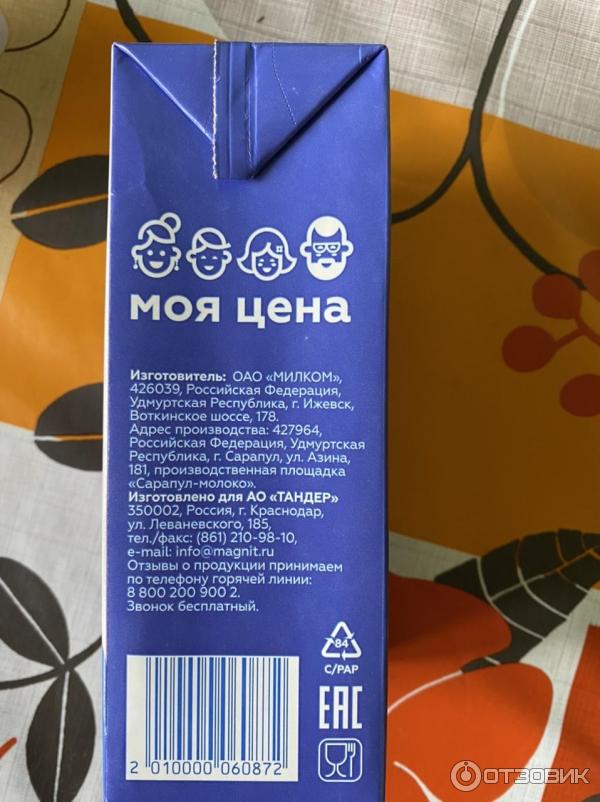 моя цена
Изготовитель: ОАО «МИЛКОМ»,
426039, Российская Федерация,
Удмуртская Республика, г. Ижевск,
Воткинское шоссе, 178.
Адрес производства: 427964,
Российская Федерация, Удмуртская
Республика, г. Сарапул, ул. Азина,
181, производственная площадка
«Сарапул-молоко».
Изготовлено для АО «ТАНДЕР»
350002, Россия, г. Краснодар,
ул. Леваневского, 185,
тел./факс: (861) 210-98-10,
e-mail: info@magnit.ru
Отзывы о продукции принимаем
по телефону горячей линии:
8 800 200 900 2.
Звонок бесплатный.
84
C/PAP
EAC
2 010000 060872
ОТЗОВИК